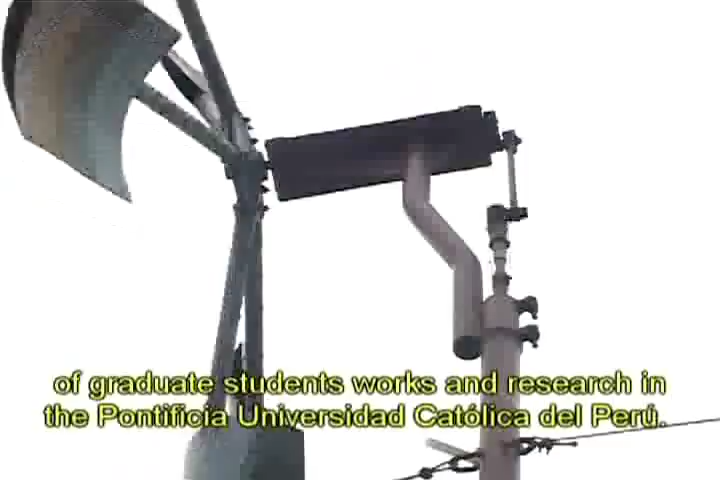 of graduate students works and research in
the Pontificia Universidad Católica del Perú.